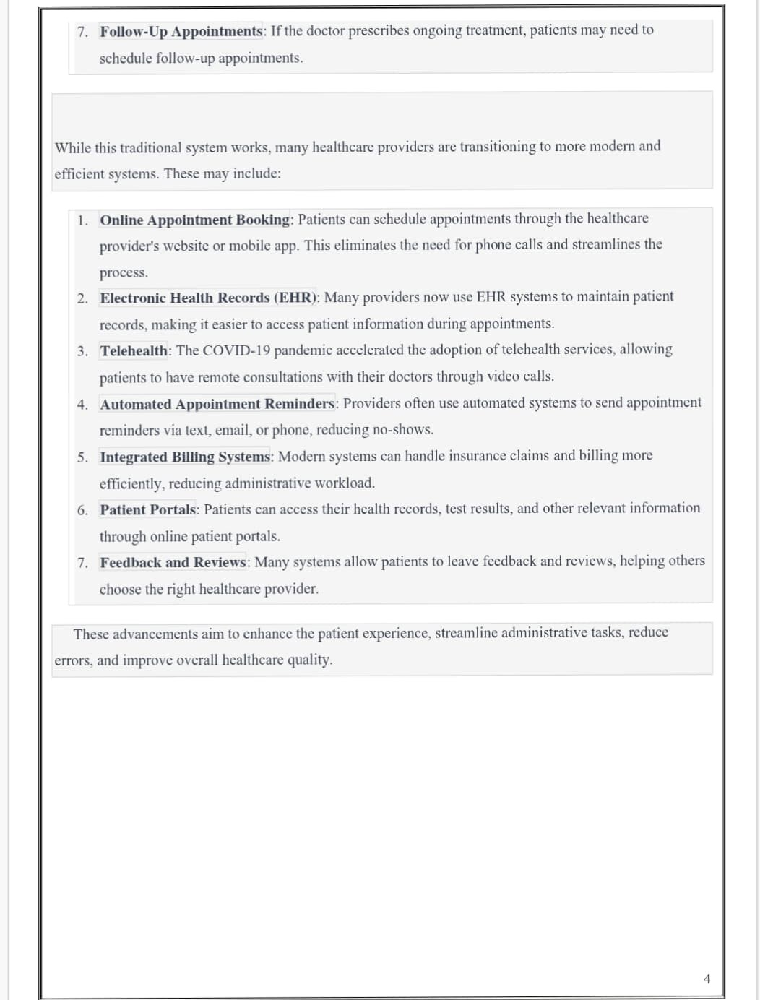 7. Follow-Up Appointments: If the doctor prescribes ongoing treatment, patients may need to
schedule follow-up appointments.
While this traditional system works, many healthcare providers are transitioning to more modern and
efficient systems. These may include:
1. Online Appointment Booking: Patients can schedule appointments through the healthcare
provider's website or mobile app. This eliminates the need for phone calls and streamlines the
process.
2. Electronic Health Records (EHR): Many providers now use EHR systems to maintain patient
records, making it easier to access patient information during appointments.
3. Telehealth: The COVID-19 pandemic accelerated the adoption of telehealth services, allowing
patients to have remote consultations with their doctors through video calls.
4. Automated Appointment Reminders: Providers often use automated systems to send appointment
reminders via text, email, or phone, reducing no-shows.
5. Integrated Billing Systems: Modern systems can handle insurance claims and billing more
efficiently, reducing administrative workload.
6. Patient Portals: Patients can access their health records, test results, and other relevant information
through online patient portals.
7. Feedback and Reviews: Many systems allow patients to leave feedback and reviews, helping others
choose the right healthcare provider.
These advancements aim to enhance the patient experience, streamline administrative tasks, reduce
errors, and improve overall healthcare quality.
4